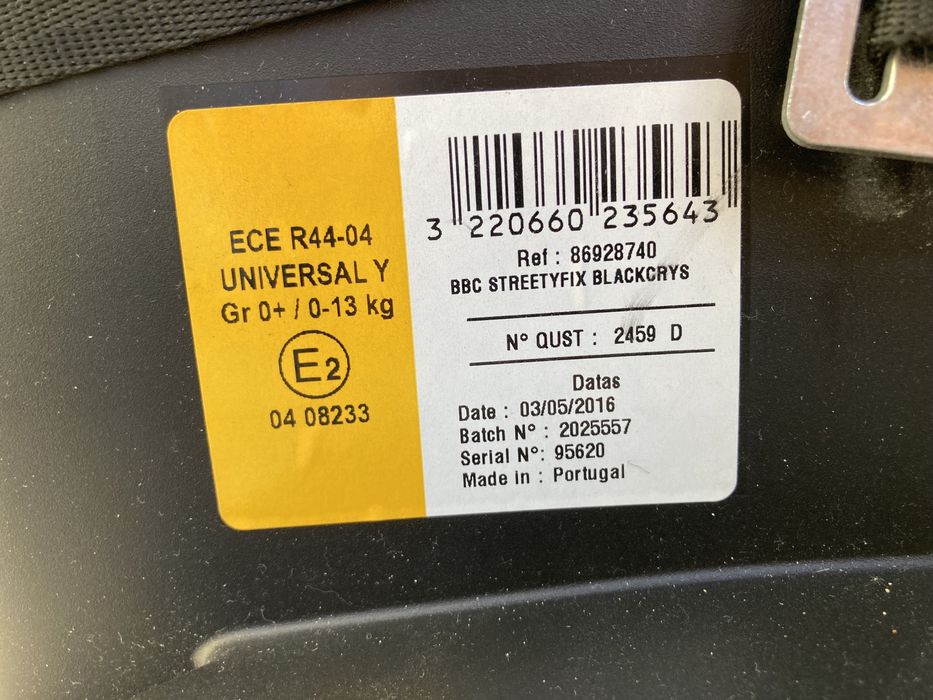 ECE R44-04
UNIVERSAL Y
Gr 0+ / 0-13 kg
E2
04 08233
3 220660 235643
Ref : 86928740
BBC STREETYFIX BLACKCRYS
N° QUST : 2459 D
Datas
Date : 03/05/2016
Batch N° : 2025557
Serial N°: 95620
Made in : Portugal